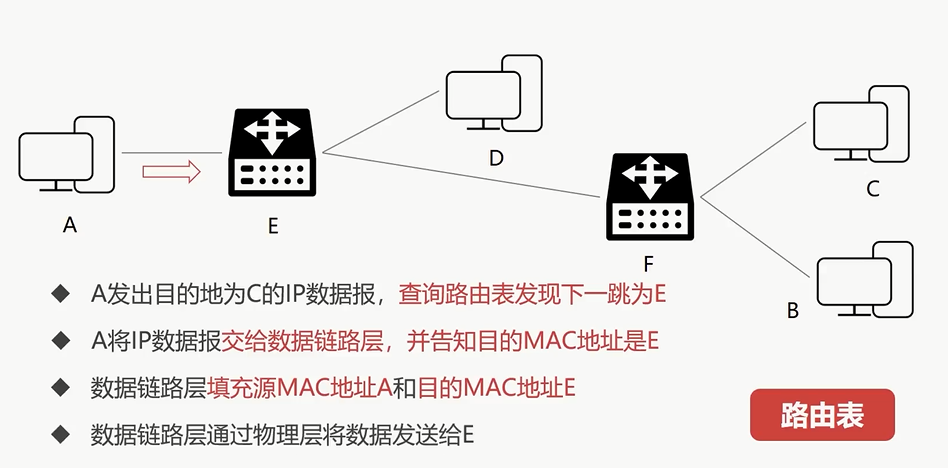 D
A
E
C
F
B
A发出目的地为C的IP数据报，查询路由表发现下一跳为E
A将IP数据报交给数据链路层，并告知目的MAC地址是E
数据链路层填充源MAC地址A和目的MAC地址E
数据链路层通过物理层将数据发送给E
路由表